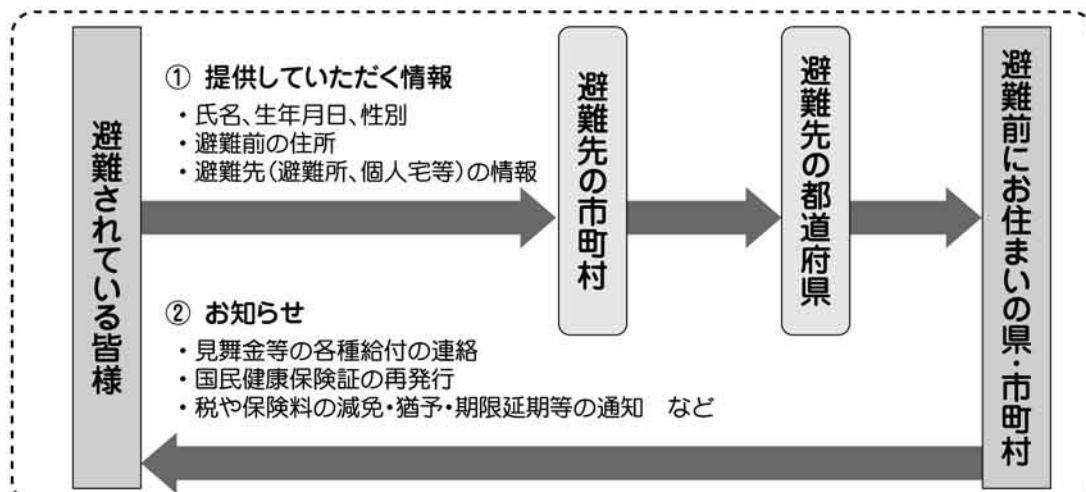 避難されている皆様
① 提供していただく情報
・氏名、生年月日、性別
・避難前の住所
・避難先(避難所、個人宅等)の情報
避難先の市町村
避難先の都道府県
避難前にお住まいの県・市町村
② お知らせ
・見舞金等の各種給付の連絡
・国民健康保険証の再発行
・税や保険料の減免・猶予・期限延期等の通知　など